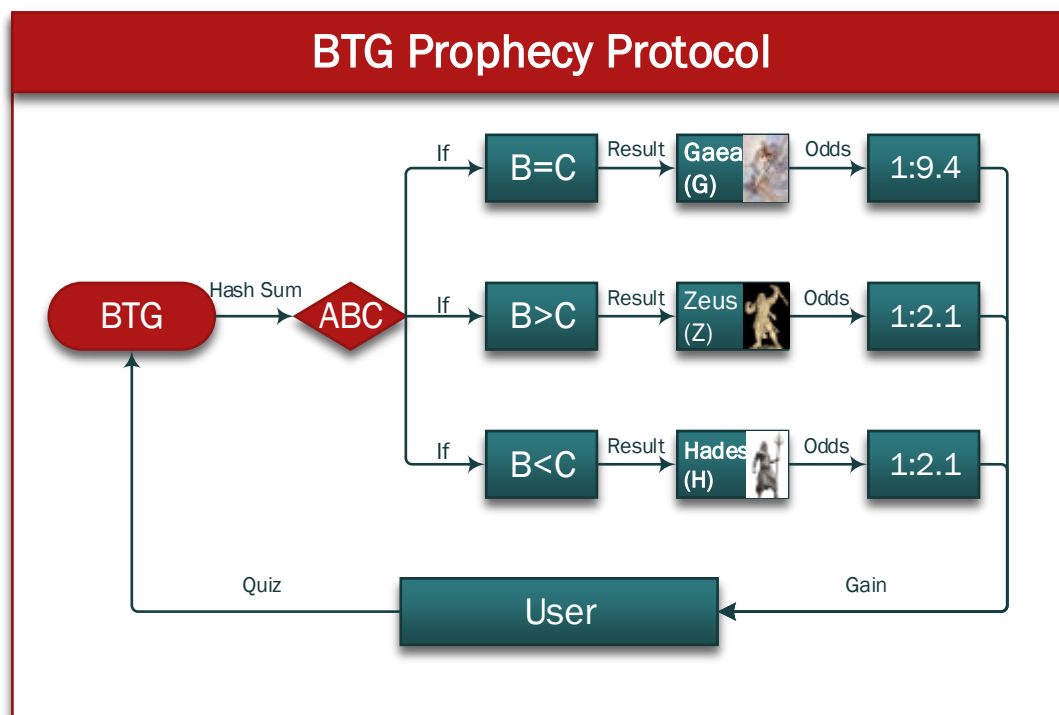 BTG Prophecy Protocol
If
B=C
Result
Gaea
(G)
Odds
1:9.4
BTG
Hash Sum
ABC
If
B>C
Result
Zeus
(Z)
Odds
1:2.1
If
B<C
Result
Hades
(H)
Odds
1:2.1
Quiz
User
Gain